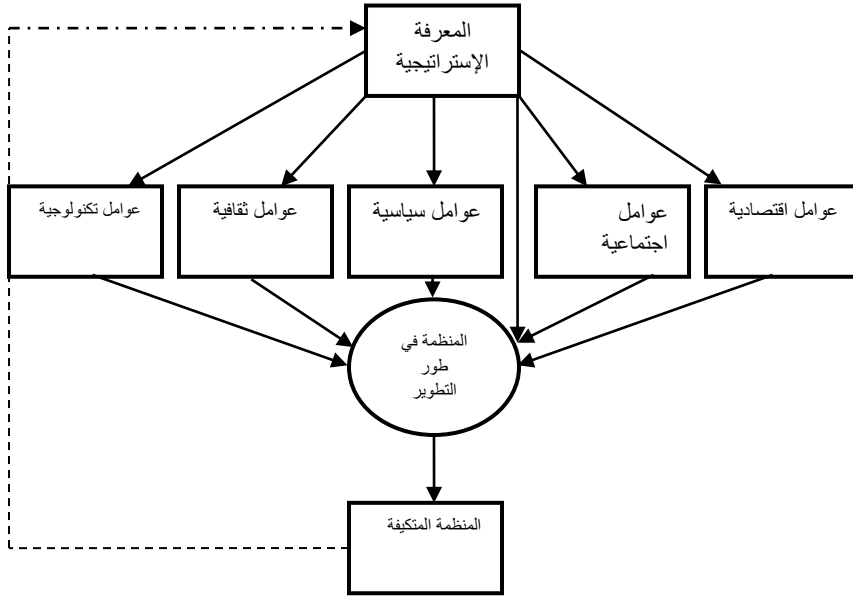 المعرفة
الإستراتيجية
عوامل اقتصادية
عوامل
اجتماعية
عوامل سياسية
عوامل ثقافية
عوامل تكنولوجية
المنظمة في
طور
التطوير
المنظمة المتكيفة